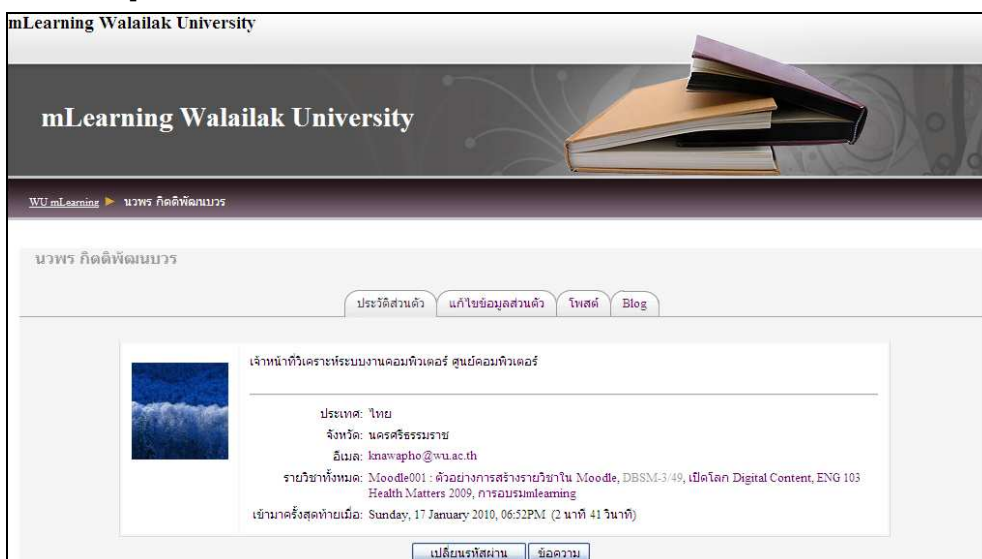 mLearning Walailak University
mLearning Walailak University
WU mLearning ► นวพร กิตติพัฒนบวร
นวพร กิตติพัฒนบวร
ประวัติส่วนตัว แก้ไขข้อมูลส่วนตัว โพสต์ Blog
เจ้าหน้าที่วิเคราะห์ระบบงานคอมพิวเตอร์ ศูนย์คอมพิวเตอร์
ประเทศ: ไทย
จังหวัด: นครศรีธรรมราช
อีเมล: knawapho@wu.ac.th
รายวิชาทั้งหมด: Moodle001 : ตัวอย่างการสร้างรายวิชาใน Moodle, DBSM-3/49, เปิดโลก Digital Content, ENG 103
Health Matters 2009, การอบรมmlearning
เข้ามาครั้งสุดท้ายเมื่อ: Sunday, 17 January 2010, 06:52PM (2 นาที 41 วินาที)
เปลี่ยนรหัสผ่าน ข้อความ